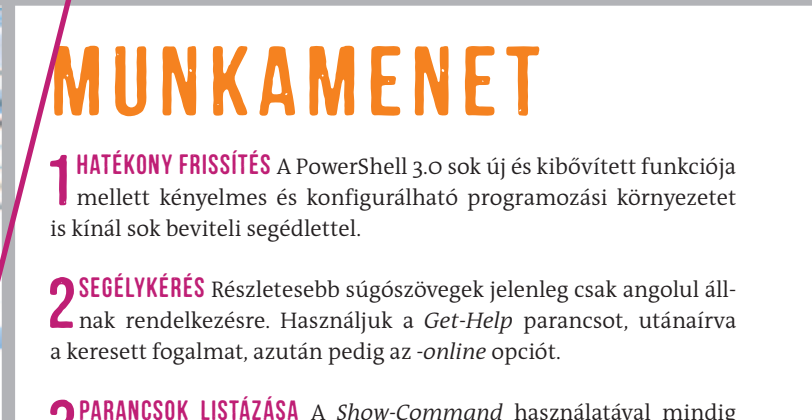 MUNKAMENET
1 HATÉKONY FRISSÍTÉS A PowerShell 3.0 sok új és kibővített funkciója
mellett kényelmes és konfigurálható programozási környezetet
is kínál sok beviteli segédlettel.
2 SEGÉLYKÉRÉS Részletesebb súgószövegek jelenleg csak angolul áll-
nak rendelkezésre. Használjuk a Get-Help parancsot, utánaírva
a keresett fogalmat, azután pedig az -online opciót.
3 PARANCSOK LISTÁZÁSA A Show-Command használatával mindig